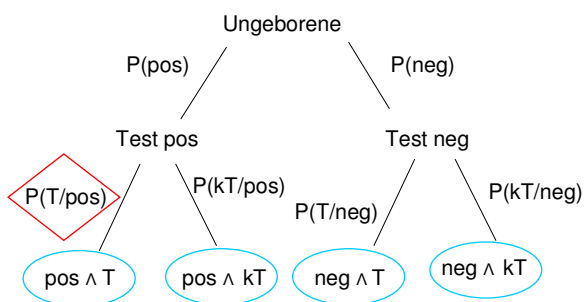 Ungeborene
P(pos)
P(neg)
Test pos
Test neg
P(T/pos)
P(kT/pos)
P(T/neg)
P(kT/neg)
pos ∧ T
pos ∧ kT
neg ∧ T
neg ∧ kT